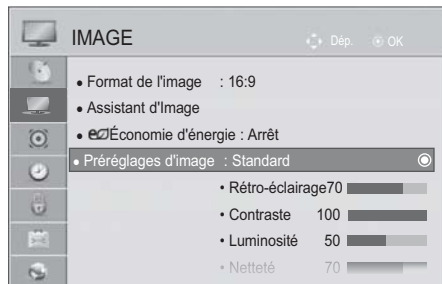 IMAGE
Dép. OK
• Format de l'image : 16:9
• Assistant d'Image
• Économie d'énergie : Arrêt
• Préréglages d'image : Standard
• Rétro-éclairage70
• Contraste 100
• Luminosité 50
• Netteté 70